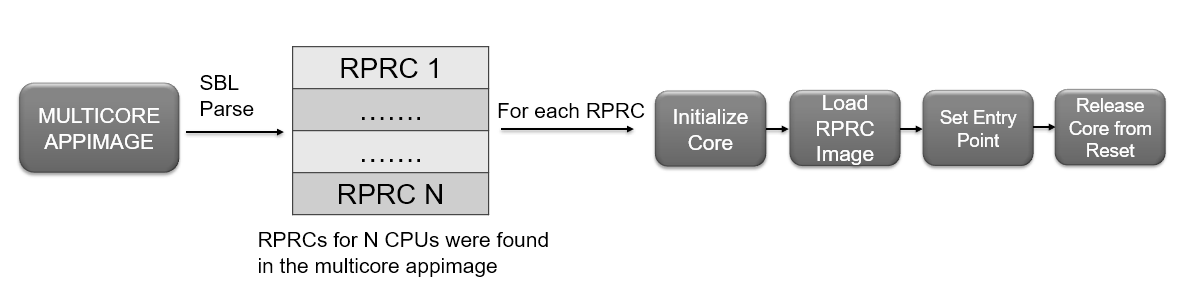 MULTICORE
APPIMAGE
SBL
Parse
RPRC 1
.......
.......
RPRC N
RPRCs for N CPUs were found
in the multicore appimage
For each RPRC
Initialize
Core
Load
RPRC
Image
Set Entry
Point
Release
Core from
Reset